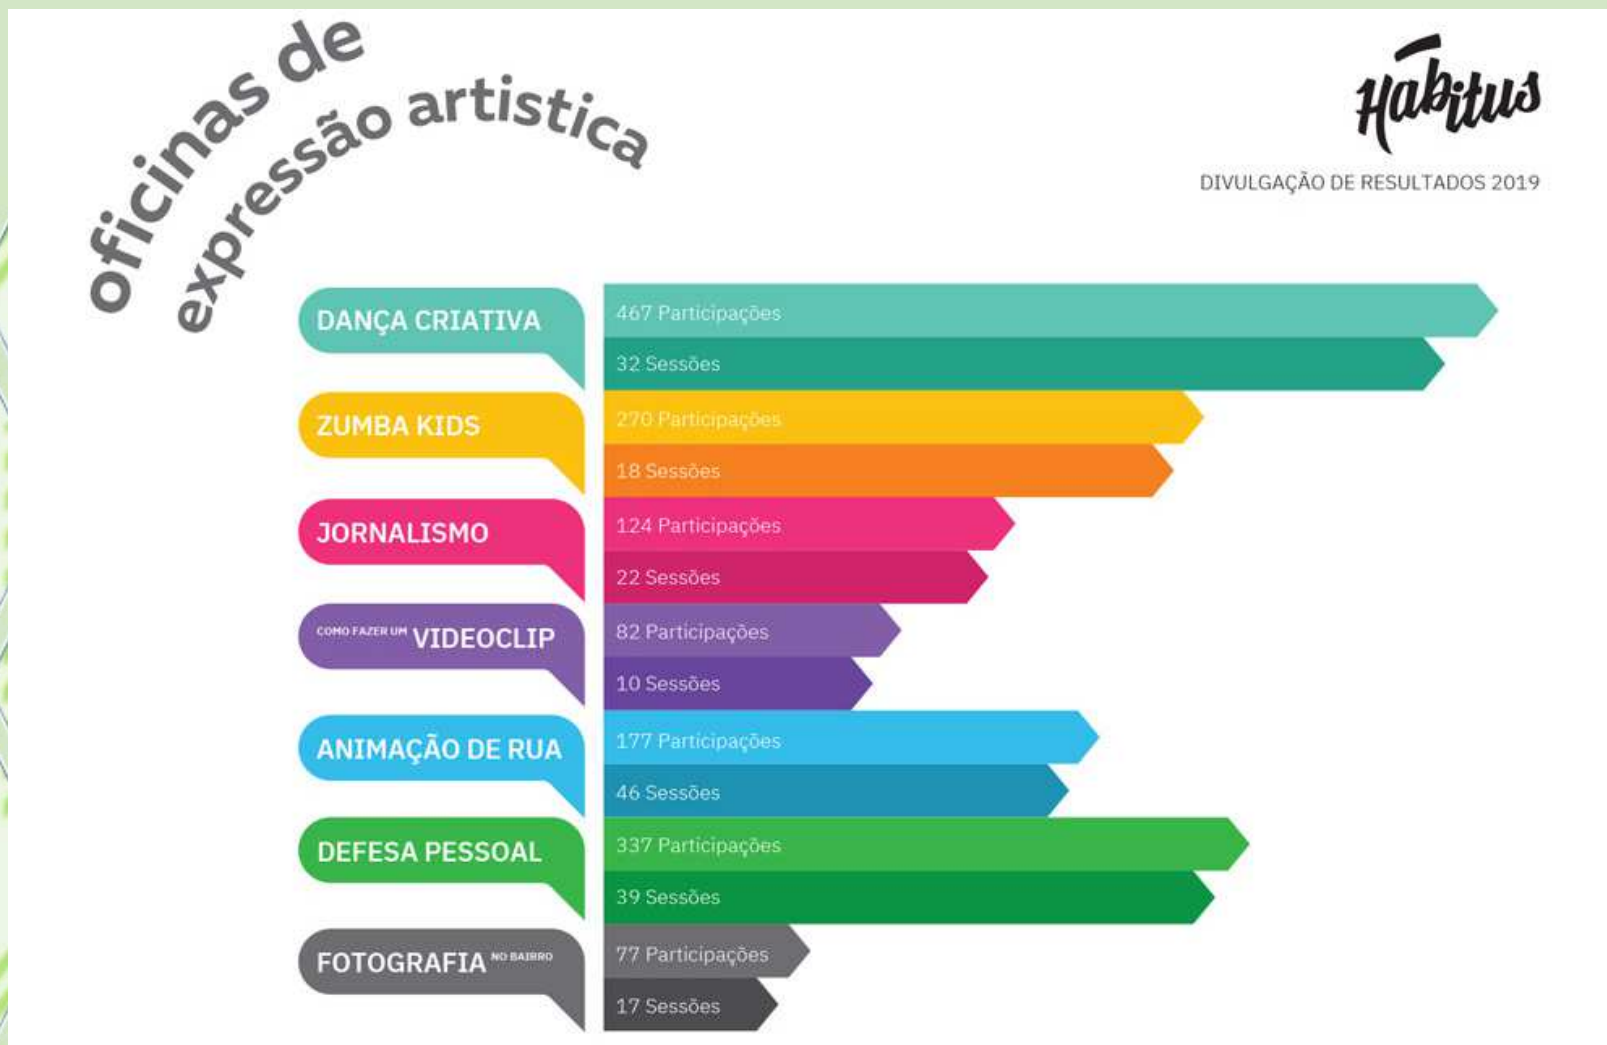 oficinas de
expressão artistica
Habitus
DIVULGAÇÃO DE RESULTADOS 2019
DANÇA CRIATIVA
467 Participações
32 Sessões
ZUMBA KIDS
270 Participações
18 Sessões
JORNALISMO
124 Participações
22 Sessões
COMO FAZER UM VIDEOCLIP
82 Participações
10 Sessões
ANIMAÇÃO DE RUA
177 Participações
46 Sessões
DEFESA PESSOAL
337 Participações
39 Sessões
FOTOGRAFIA NO BAIRRO
77 Participações
17 Sessões